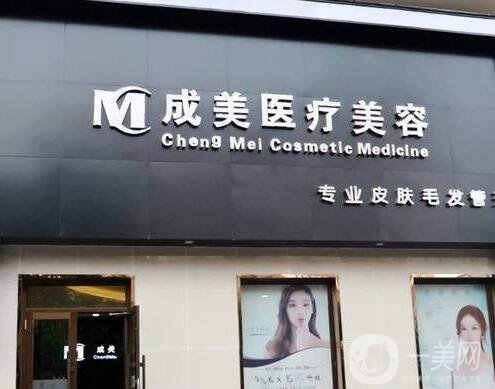 成美医疗美容
Cheng Mei Cosmetic Medicine
专业皮肤毛发管
成美
ChengMei
一美网